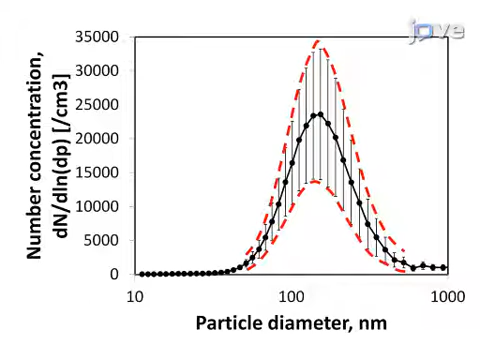 jove
35000
30000
25000
20000
15000
10000
5000
0
Number concentration,
dN/dln(dp) [/cm3]
10
100
1000
Particle diameter, nm